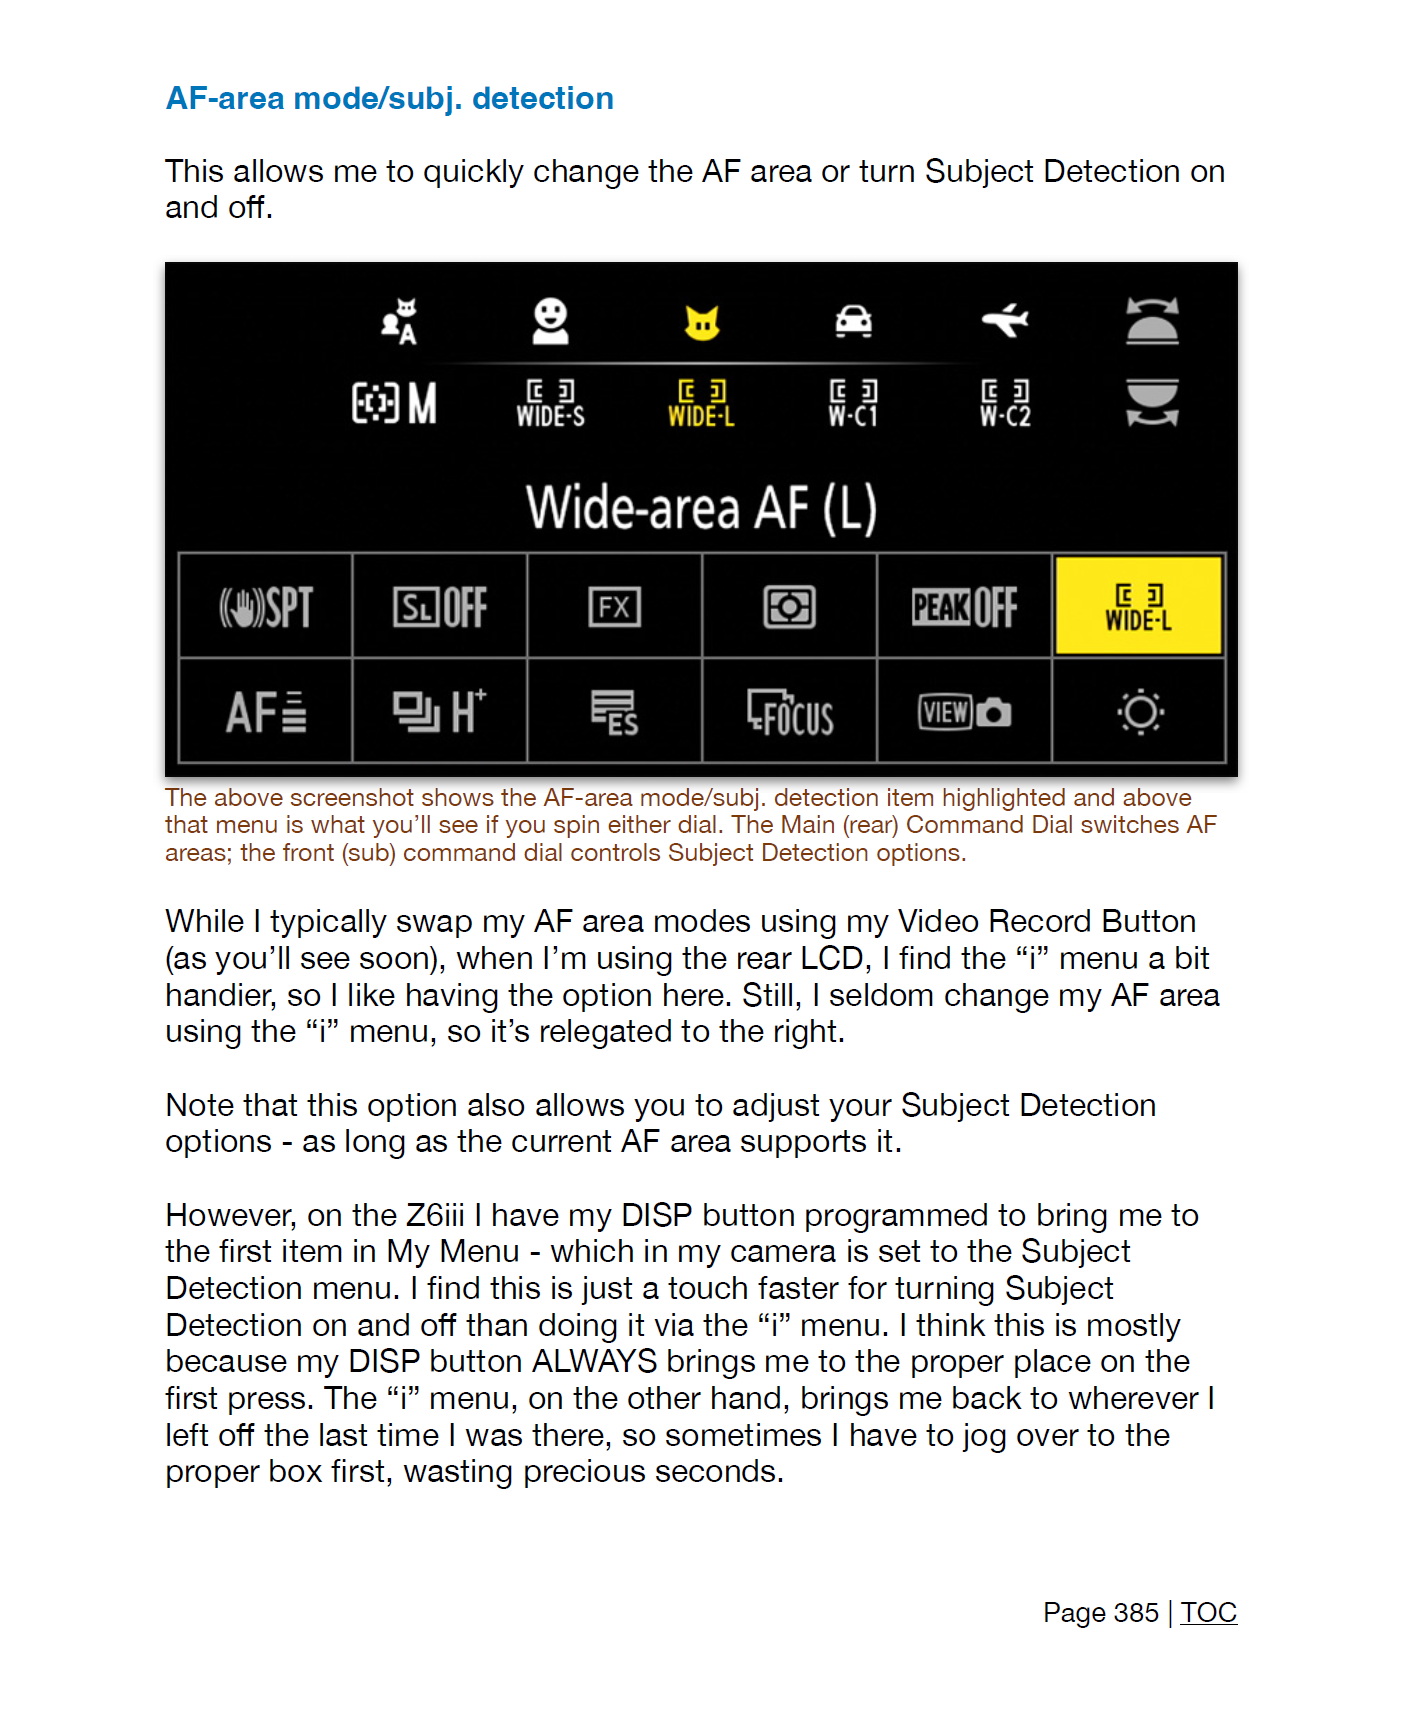 AF-area mode/subj. detection
This allows me to quickly change the AF area or turn Subject Detection on
and off.
A
M WIDE-S WIDE-L W-C1 W-C2
Wide-area AF (L)
SPT SL OFF FX PEAK OFF WIDE-L
AF H+ ES FOCUS VIEW
The above screenshot shows the AF-area mode/subj. detection item highlighted and above
that menu is what you’ll see if you spin either dial. The Main (rear) Command Dial switches AF
areas; the front (sub) command dial controls Subject Detection options.
While I typically swap my AF area modes using my Video Record Button
(as you’ll see soon), when I’m using the rear LCD, I find the “i” menu a bit
handier, so I like having the option here. Still, I seldom change my AF area
using the “i” menu, so it’s relegated to the right.
Note that this option also allows you to adjust your Subject Detection
options - as long as the current AF area supports it.
However, on the Z6iii I have my DISP button programmed to bring me to
the first item in My Menu - which in my camera is set to the Subject
Detection menu. I find this is just a touch faster for turning Subject
Detection on and off than doing it via the “i” menu. I think this is mostly
because my DISP button ALWAYS brings me to the proper place on the
first press. The “i” menu, on the other hand, brings me back to wherever I
left off the last time I was there, so sometimes I have to jog over to the
proper box first, wasting precious seconds.
Page 385 | TOC